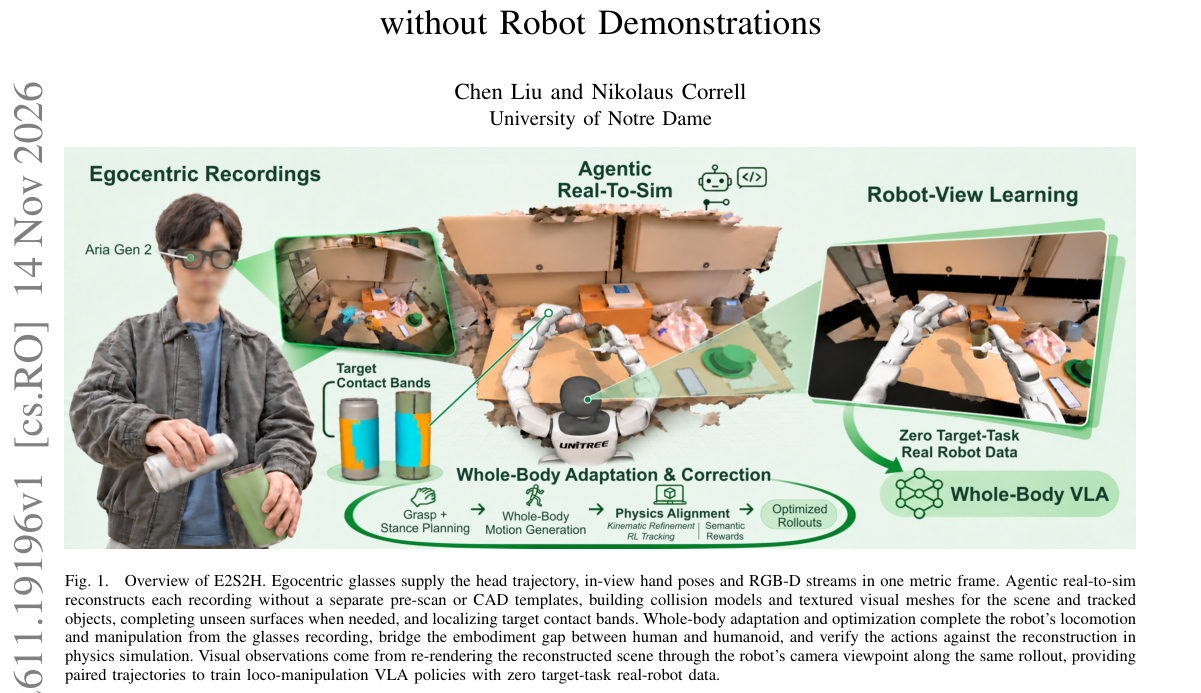 without Robot Demonstrations
Chen Liu and Nikolaus Correll
University of Notre Dame
611.19196v1 [cs.RO] 14 Nov 2026
Egocentric Recordings
Aria Gen 2
Target
Contact Bands
Agentic
Real-To-Sim
</>
UNITREE
Robot-View Learning
Zero Target-Task
Real Robot Data
Whole-Body VLA
Whole-Body Adaptation & Correction
Grasp +
Stance Planning
Whole-Body
Motion Generation
Physics Alignment
Kinematic Refinement
RL Tracking
Semantic
Rewards
Optimized
Rollouts
Fig. 1. Overview of E2S2H. Egocentric glasses supply the head trajectory, in-view hand poses and RGB-D streams in one metric frame. Agentic real-to-sim
reconstructs each recording without a separate pre-scan or CAD templates, building collision models and textured visual meshes for the scene and tracked
objects, completing unseen surfaces when needed, and localizing target contact bands. Whole-body adaptation and optimization complete the robot's locomotion
and manipulation from the glasses recording, bridge the embodiment gap between human and humanoid, and verify the actions against the reconstruction in
physics simulation. Visual observations come from re-rendering the reconstructed scene through the robot's camera viewpoint along the same rollout, providing
paired trajectories to train loco-manipulation VLA policies with zero target-task real-robot data.